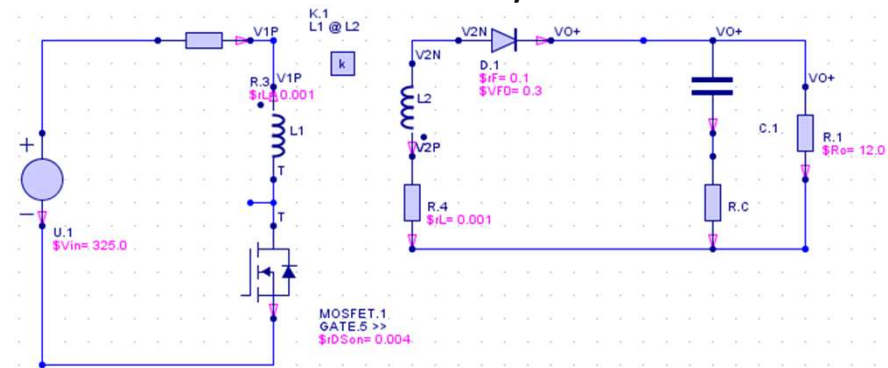 K.1
L1 @ L2
k
V1P
V1P
R.3
$rL= 0.001
L1
T
T
+
−
U.1
$Vin= 325.0
MOSFET.1
GATE.5 >>
$rDSon= 0.004
V2N
V2N
D.1
$rF= 0.1
$VF0= 0.3
VO+
VO+
VO+
L2
V2P
R.4
$rL= 0.001
C.1
R.C
R.1
$Ro= 12.0